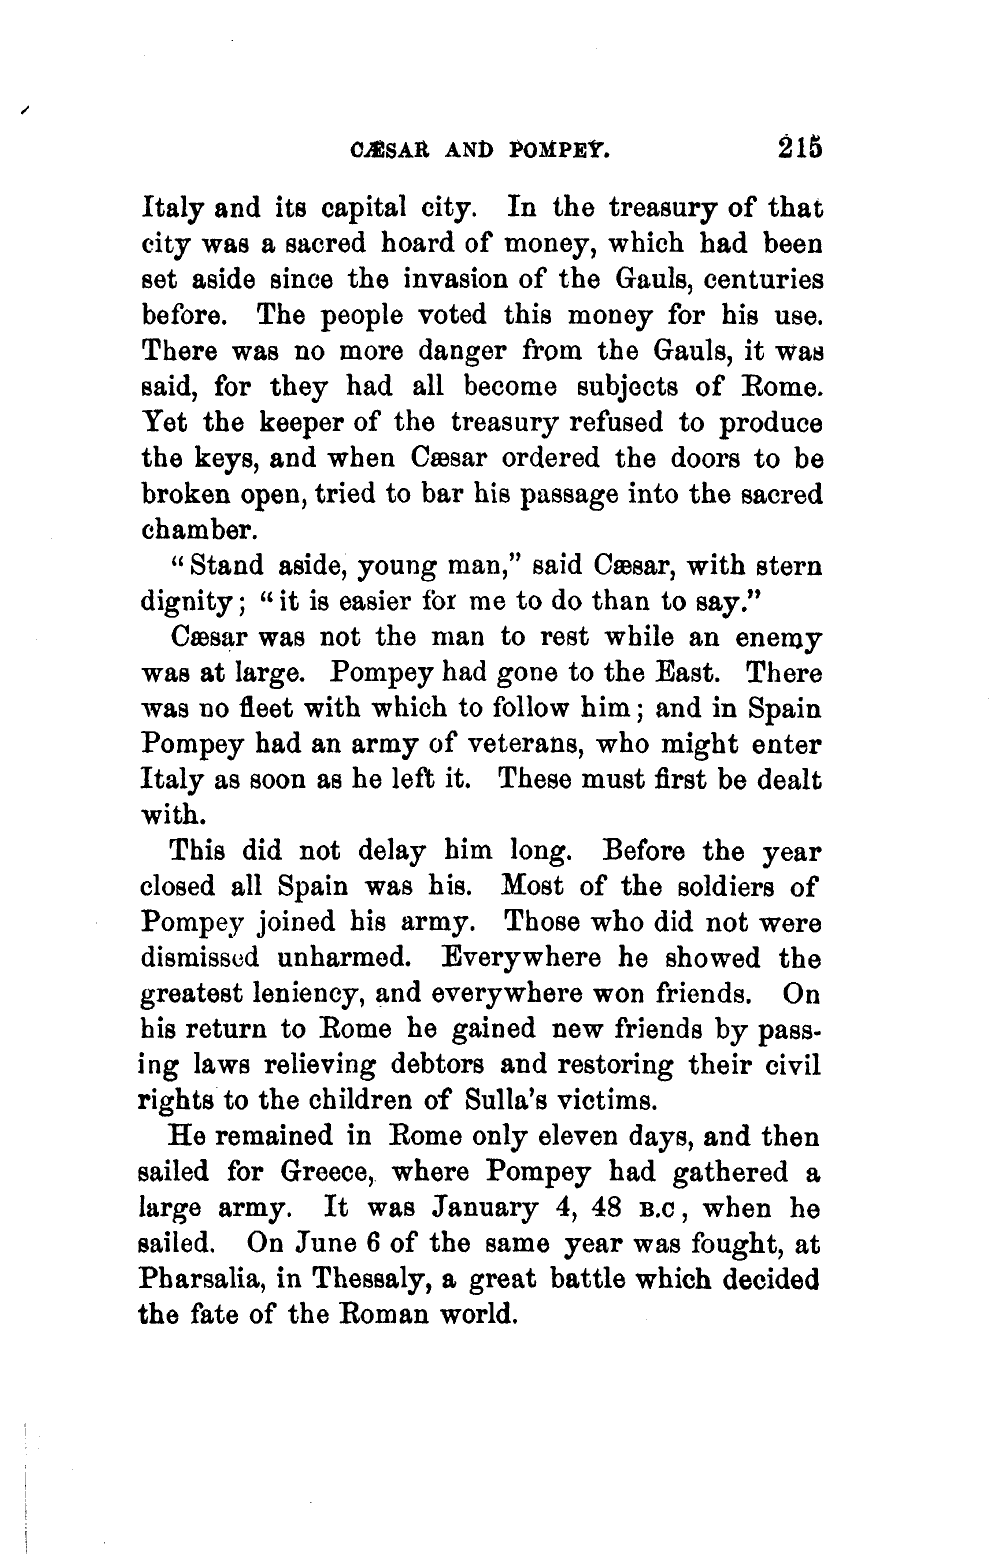 CÆSAR AND POMPEY. 215
Italy and its capital city. In the treasury of that
city was a sacred hoard of money, which had been
set aside since the invasion of the Gauls, centuries
before. The people voted this money for his use.
There was no more danger from the Gauls, it was
said, for they had all become subjects of Rome.
Yet the keeper of the treasury refused to produce
the keys, and when Cæsar ordered the doors to be
broken open, tried to bar his passage into the sacred
chamber.
“Stand aside, young man,” said Cæsar, with stern
dignity; “it is easier for me to do than to say.”
Cæsar was not the man to rest while an enemy
was at large. Pompey had gone to the East. There
was no fleet with which to follow him; and in Spain
Pompey had an army of veterans, who might enter
Italy as soon as he left it. These must first be dealt
with.
This did not delay him long. Before the year
closed all Spain was his. Most of the soldiers of
Pompey joined his army. Those who did not were
dismissed unharmed. Everywhere he showed the
greatest leniency, and everywhere won friends. On
his return to Rome he gained new friends by pass-
ing laws relieving debtors and restoring their civil
rights to the children of Sulla's victims.
He remained in Rome only eleven days, and then
sailed for Greece, where Pompey had gathered a
large army. It was January 4, 48 B.C, when he
sailed. On June 6 of the same year was fought, at
Pharsalia, in Thessaly, a great battle which decided
the fate of the Roman world.